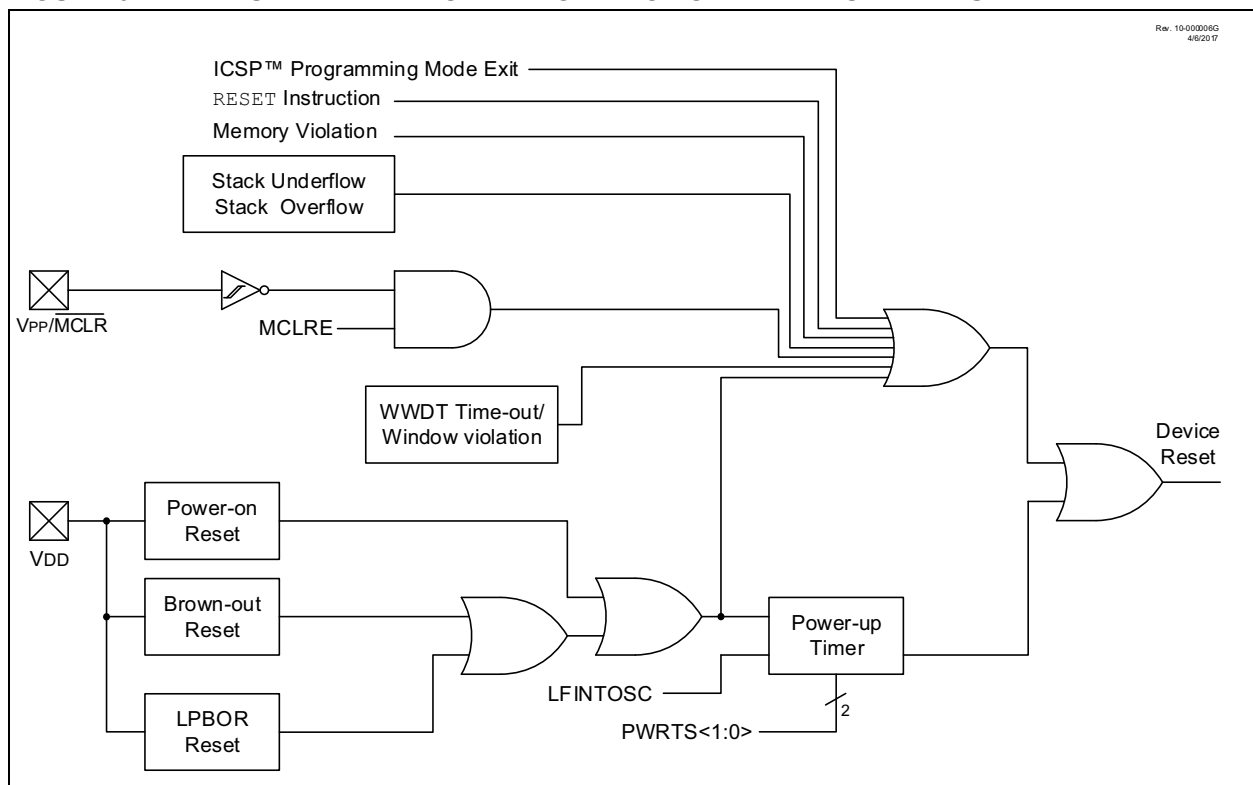 Rev. 10-000006G
4/6/2017
ICSP™ Programming Mode Exit
RESET Instruction
Memory Violation
Stack Underflow
Stack Overflow
VPP/MCLR
MCLRE
WWDT Time-out/
Window violation
Device
Reset
Power-on
Reset
VDD
Brown-out
Reset
Power-up
Timer
LFINTOSC
LPBOR
Reset
2
PWRTS<1:0>